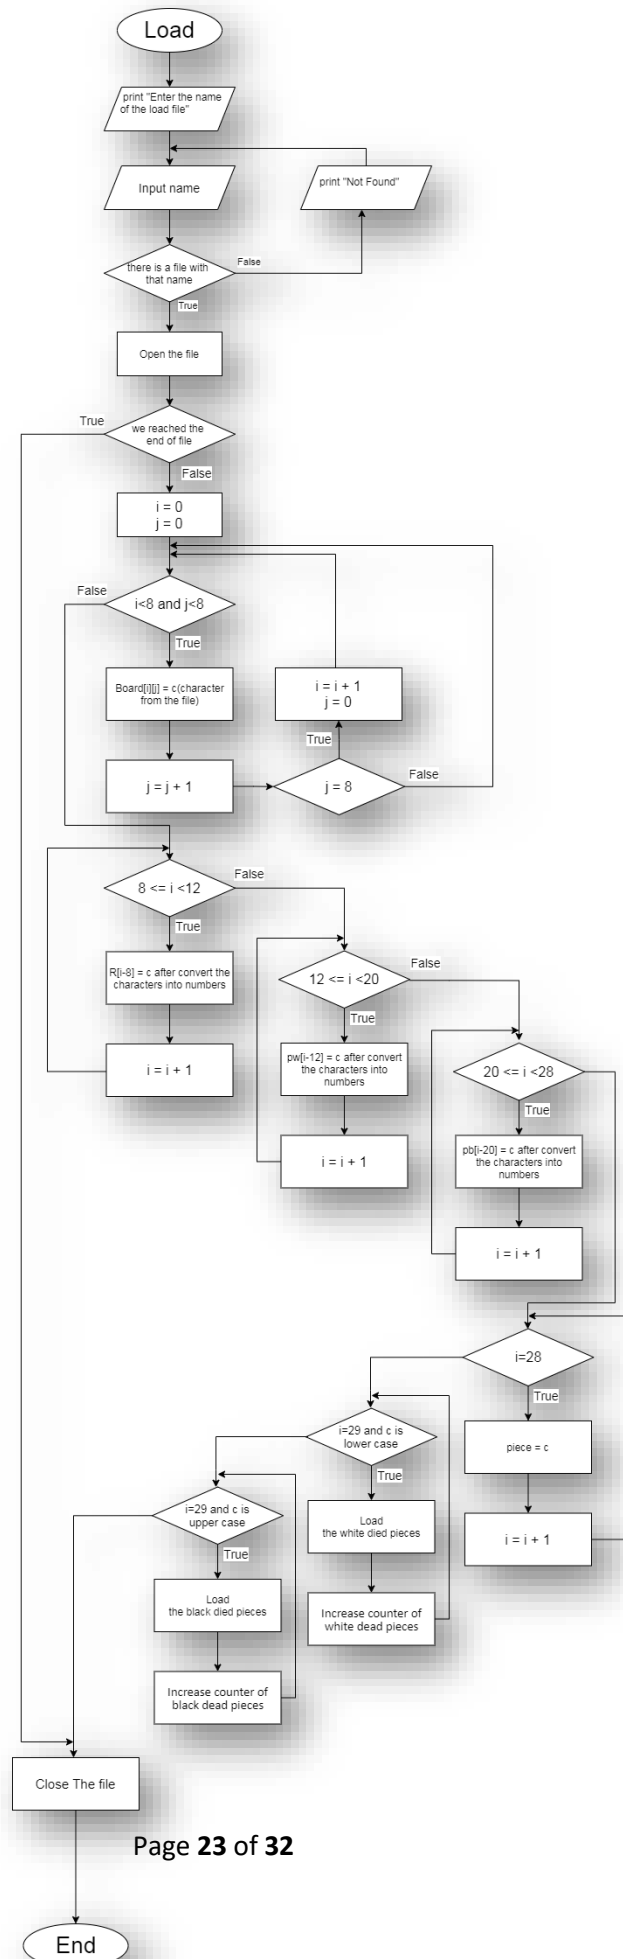 Load
print "Enter the name
of the load file"
Input name
print "Not Found"
there is a file with
that name
False
True
Open the file
True
we reached the
end of file
False
i = 0
j = 0
False
i<8 and j<8
True
Board[i][j] = c(character
from the file)
i = i + 1
j = 0
True
j = j + 1
j = 8
False
8 <= i <12
False
True
R[i-8] = c after convert the
characters into numbers
i = i + 1
12 <= i <20
False
True
pw[i-12] = c after convert
the characters into
numbers
i = i + 1
20 <= i <28
True
pb[i-20] = c after convert
the characters into
numbers
i = i + 1
i=28
True
piece = c
i = i + 1
i=29 and c is
lower case
True
Load
the white died pieces
Increase counter of
white dead pieces
i=29 and c is
upper case
True
Load
the black died pieces
Increase counter of
black dead pieces
Close The file
Page 23 of 32
End